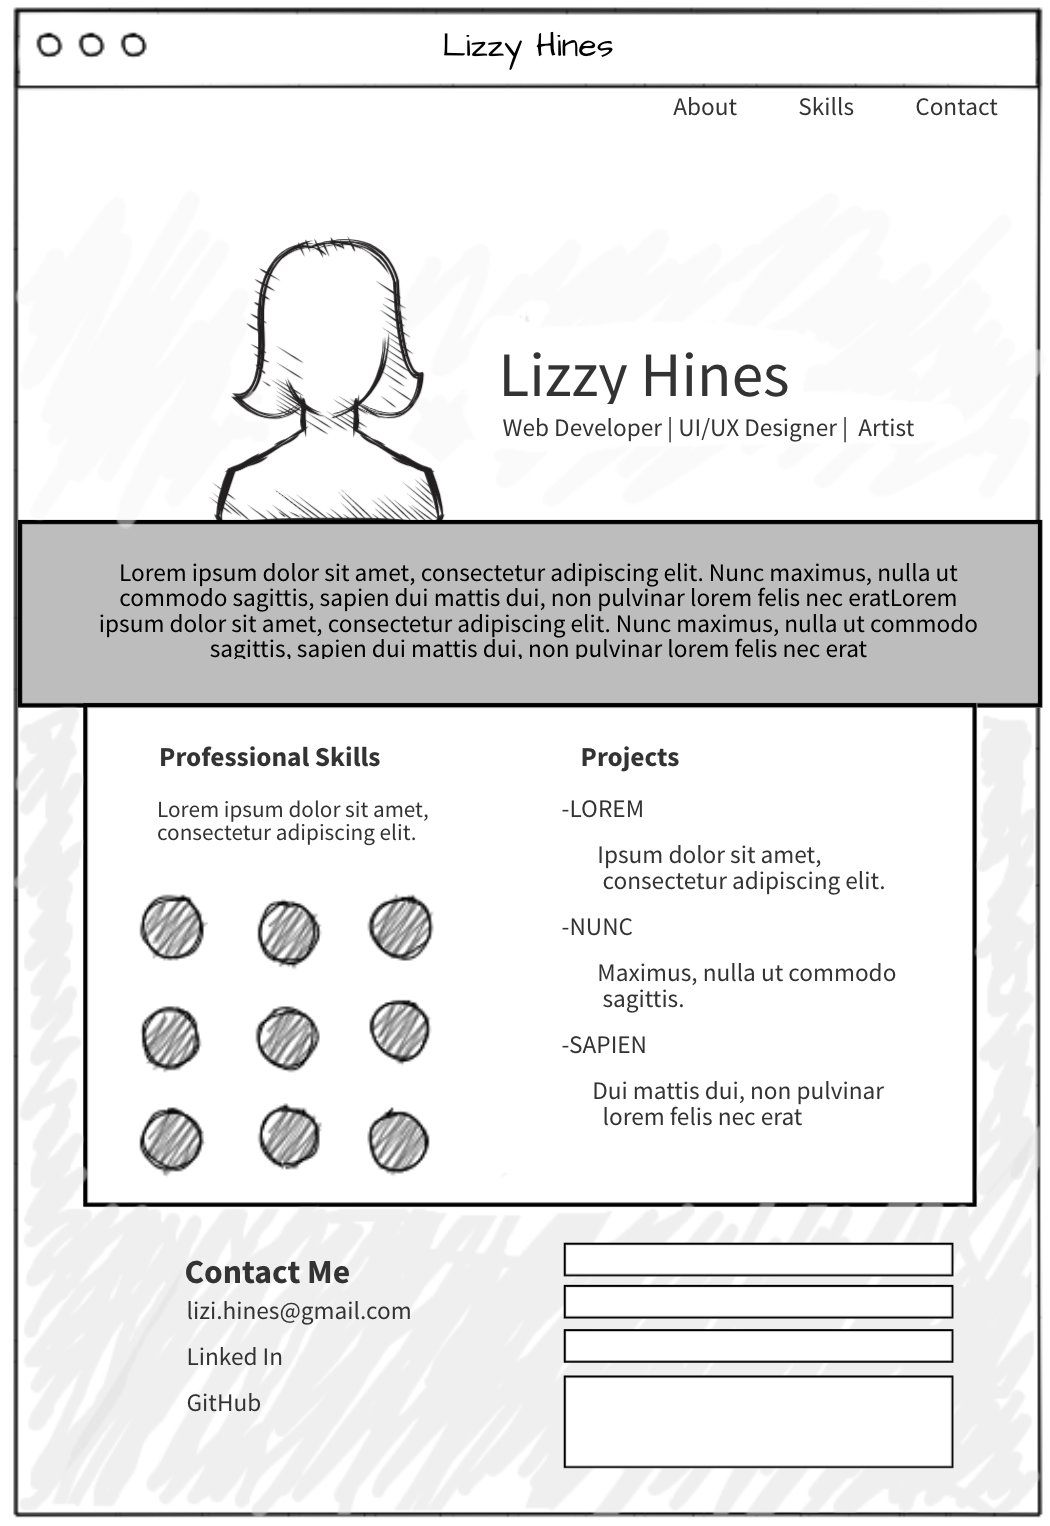 Lizzy Hines
About Skills Contact
Lizzy Hines
Web Developer | UI/UX Designer | Artist
Lorem ipsum dolor sit amet, consectetur adipiscing elit. Nunc maximus, nulla ut
commodo sagittis, sapien dui mattis dui, non pulvinar lorem felis nec eratLorem
ipsum dolor sit amet, consectetur adipiscing elit. Nunc maximus, nulla ut commodo
sagittis, sapien dui mattis dui, non pulvinar lorem felis nec erat
Professional Skills
Lorem ipsum dolor sit amet,
consectetur adipiscing elit.
Projects
-LOREM
Ipsum dolor sit amet,
consectetur adipiscing elit.
-NUNC
Maximus, nulla ut commodo
sagittis.
-SAPIEN
Dui mattis dui, non pulvinar
lorem felis nec erat
Contact Me
lizi.hines@gmail.com
Linked In
GitHub